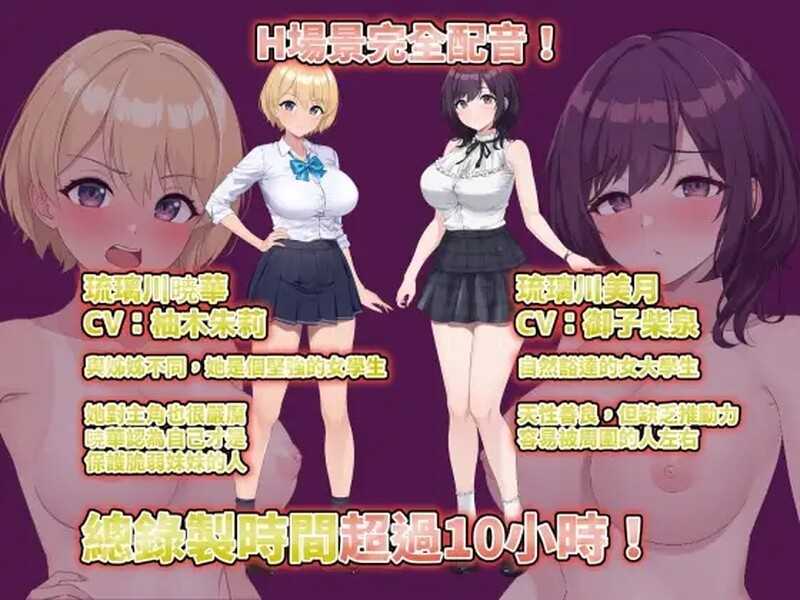 H場景完全配音！
琉璃川暁華
CV：柚木朱莉
與姊姊不同，她是個堅強的女學生
她對主角也很嚴厲
暁華認為自己才是
保護脆弱妹妹的人
琉璃川美月
CV：御子柴泉
自然豁達的女大學生
天性善良，但缺乏推動力
容易被周圍的人左右
總錄製時間超過10小時！